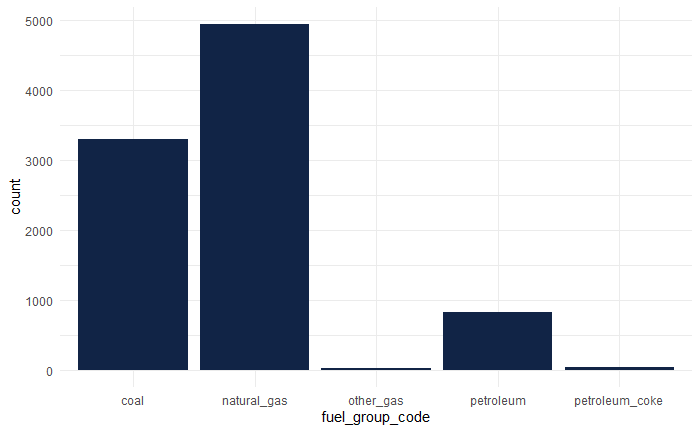 5000
4000
3000
2000
1000
0
count
coal natural_gas other_gas petroleum petroleum_coke
fuel_group_code